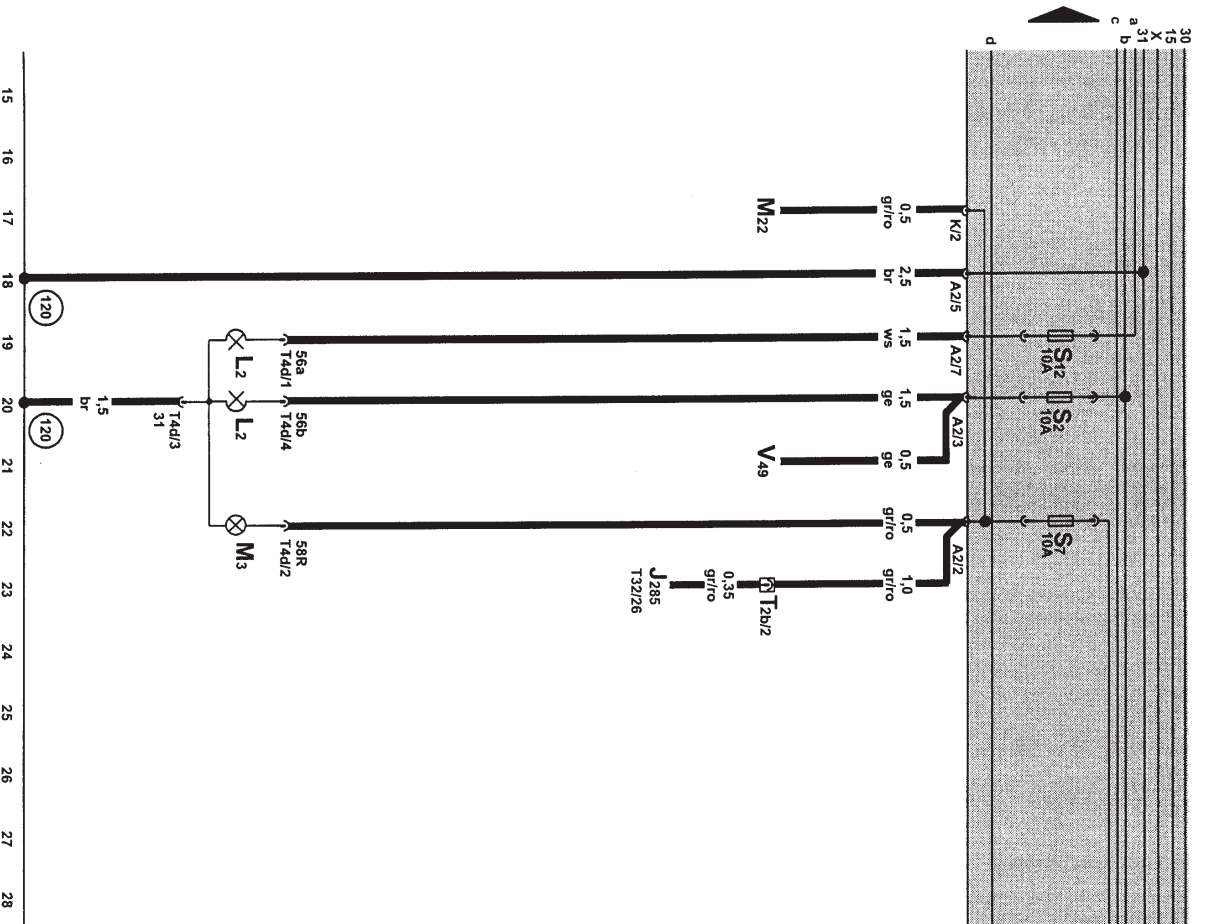 30
15
X
31
a
b
c
d
K/2
0,5
gr/ro
M22
A2/5
2,5
br
120
S12
10A
A2/7
1,5
ws
56a
T4d/1
L2
S2
10A
A2/3
1,5
ge
56b
T4d/4
L2
T4d/3
31
1,5
br
120
0,5
ge
V49
S7
10A
A2/2
0,5
gr/ro
58R
T4d/2
M3
1,0
gr/ro
T2b/2
0,35
gr/ro
J285
T32/26
15
16
17
18
19
20
21
22
23
24
25
26
27
28